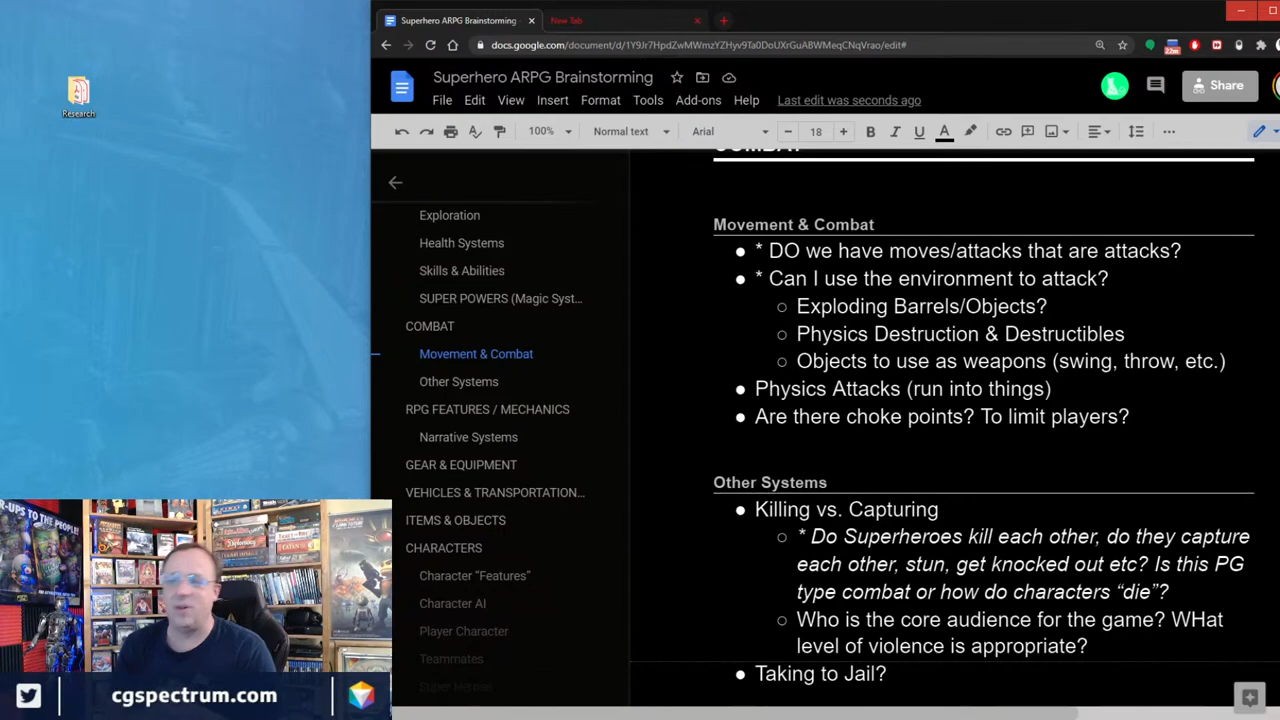 Research
Superhero ARPG Brainstorming
New Tab
docs.google.com/document/d/1Y9Jr7HpdZwMWmzYZHyv9Ta0DoUXrGuABWMeqCNqVrao/edit#
22m
Superhero ARPG Brainstorming
File Edit View Insert Format Tools Add-ons Help Last edit was seconds ago
Share
100% Normal text Arial 18
COMBAT
Exploration
Health Systems
Skills & Abilities
SUPER POWERS (Magic Syst...
COMBAT
Movement & Combat
Other Systems
RPG FEATURES / MECHANICS
Narrative Systems
GEAR & EQUIPMENT
VEHICLES & TRANSPORTATION...
ITEMS & OBJECTS
CHARACTERS
Character “Features”
Character AI
Player Character
Teammates
Movement & Combat
● * DO we have moves/attacks that are attacks?
● * Can I use the environment to attack?
○ Exploding Barrels/Objects?
○ Physics Destruction & Destructibles
○ Objects to use as weapons (swing, throw, etc.)
● Physics Attacks (run into things)
● Are there choke points? To limit players?
Other Systems
● Killing vs. Capturing
○ * Do Superheroes kill each other, do they capture
each other, stun, get knocked out etc? Is this PG
type combat or how do characters “die”?
○ Who is the core audience for the game? WHat
level of violence is appropriate?
● Taking to Jail?
ER-UPS TO THE PEOPLE!
CATAN
cgspectrum.com